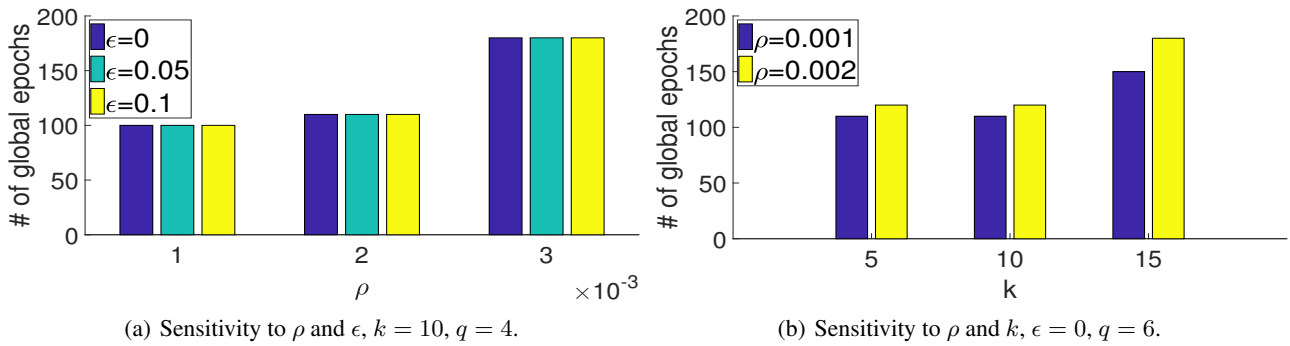 # of global epochs
200
150
100
50
0
ϵ=0
ϵ=0.05
ϵ=0.1
1 2 3
ρ
×10⁻³
(a) Sensitivity to ρ and ϵ, k = 10, q = 4.
# of global epochs
200
150
100
50
0
ρ=0.001
ρ=0.002
5 10 15
k
(b) Sensitivity to ρ and k, ϵ = 0, q = 6.